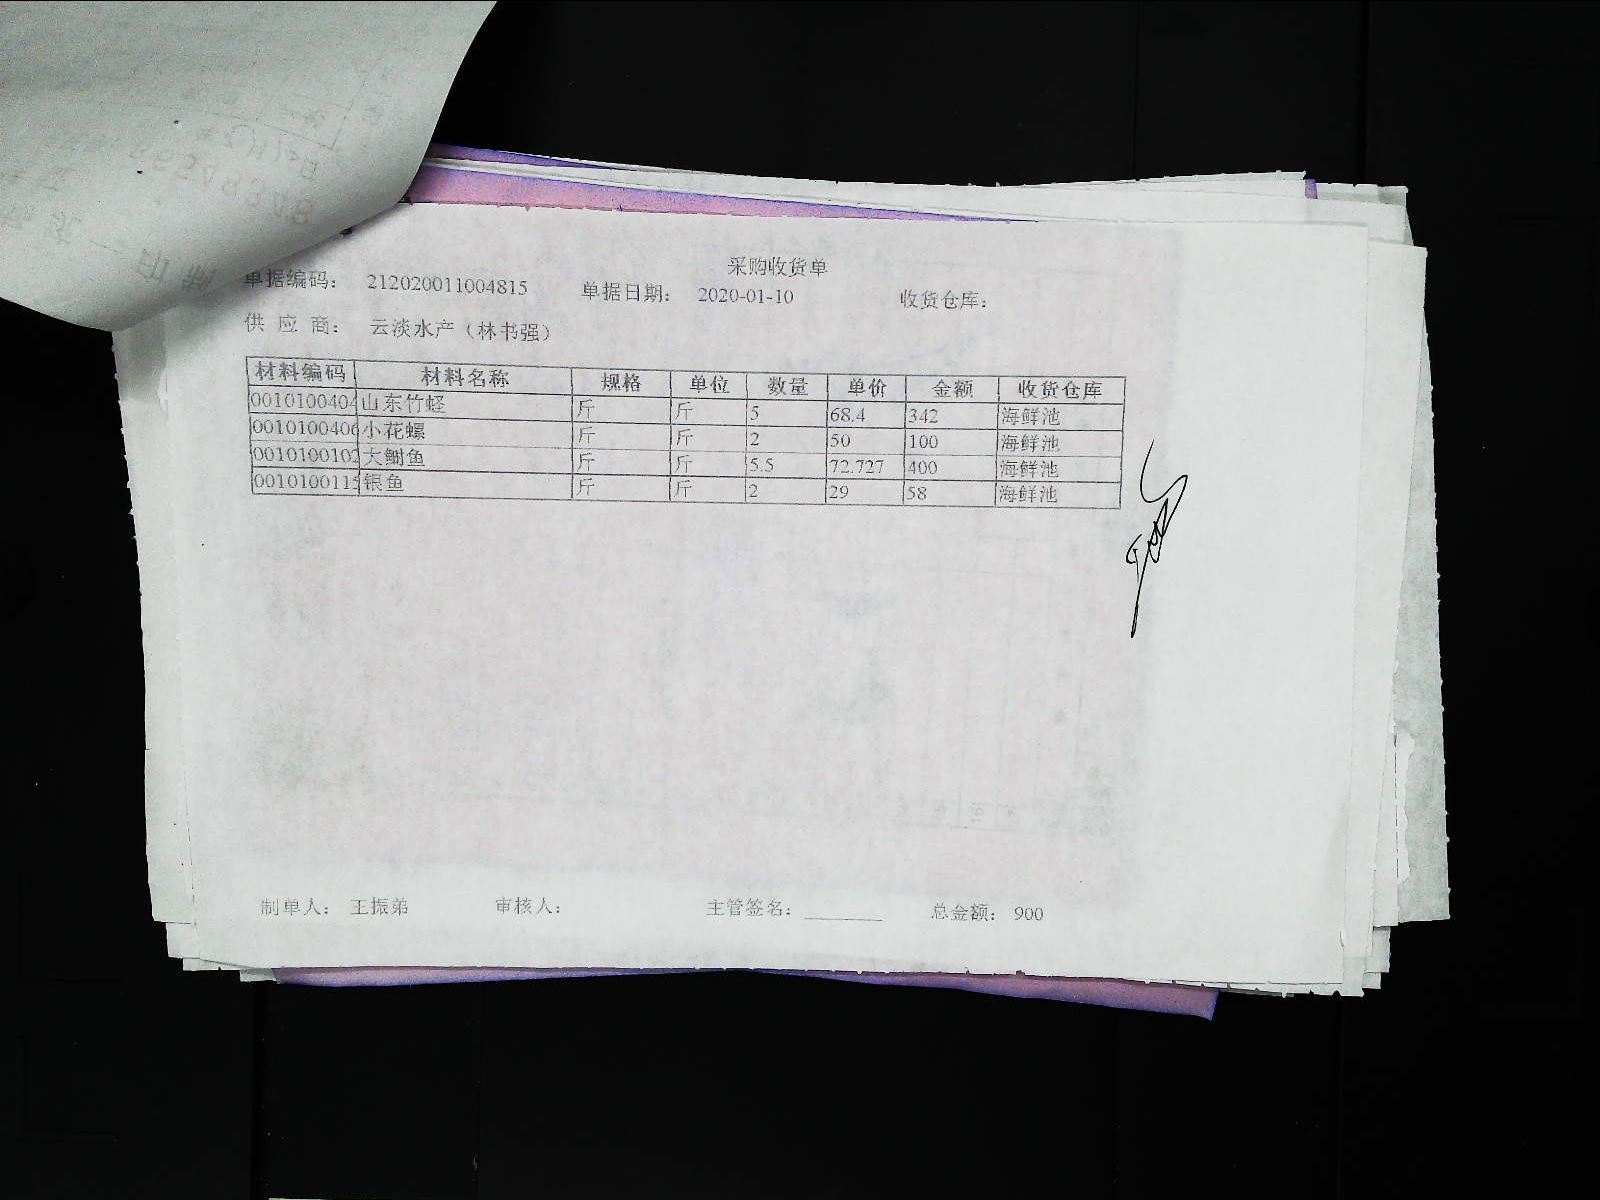 采购收货单
单据编码： 212020011004815 单据日期： 2020-01-10 收货仓库：
供 应 商： 云淡水产（林书强）
材料编码 材料名称 规格 单位 数量 单价 金额 收货仓库
0010100404 山东竹蛏 斤 斤 5 68.4 342 海鲜池
0010100406 小花螺 斤 斤 2 50 100 海鲜池
0010100102 大鲥鱼 斤 斤 5.5 72.727 400 海鲜池
001010011 银鱼 斤 斤 2 29 58 海鲜池
制单人： 王振弟 审核人： 主管签名： 总金额： 900